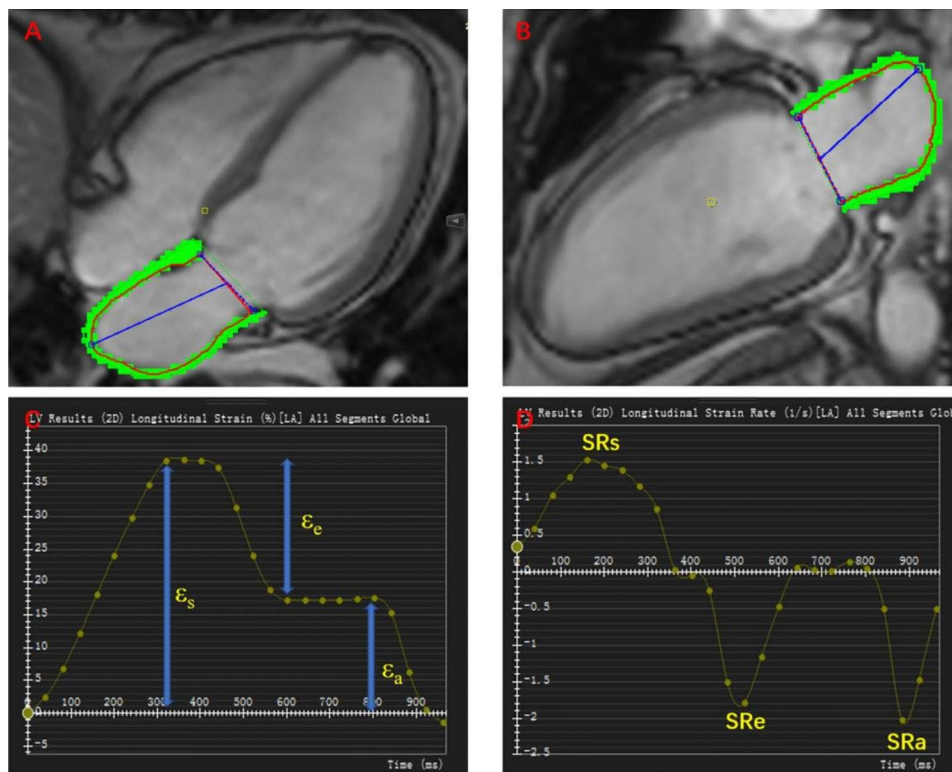 A
B
C
LV Results (2D) Longitudinal Strain (%)[LA] All Segments Global
40
35
30
25
20
15
10
5
0
-5
0 100 200 300 400 500 600 700 800 900
εs
εe
εa
Time (ms)
D
LV Results (2D) Longitudinal Strain Rate (1/s)[LA] All Segments Glob
1.5
1
0.5
0
-0.5
-1
-1.5
-2
-2.5
0 100 200 300 400 500 600 700 800 900
SRs
SRe
SRa
Time (ms)